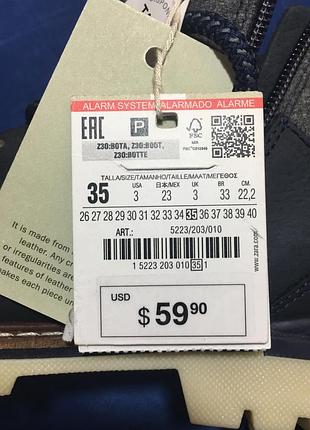 ALARM SYSTEM/ALARMADO ALARME
EAC P FSC
MIX
Z30:BOTA, Z30:BOOT,
Z30:BOTTE
TALLA/SIZE/TAMANHO/TAILLE/MAAT/ΜΕΓΕΘΟΣ
35 USA 日本/MEX UK BR CM.
3 23 3 33 22,2
26 27 28 29 30 31 32 33 34 35 36 37 38 39 40
ART.: 5223/203/010
1 5223 203 010 35 1
USD
$ 59 90
www.zara.com
It is made from
leather. Any cr
or irregularities are
features of leather
makes each piece un